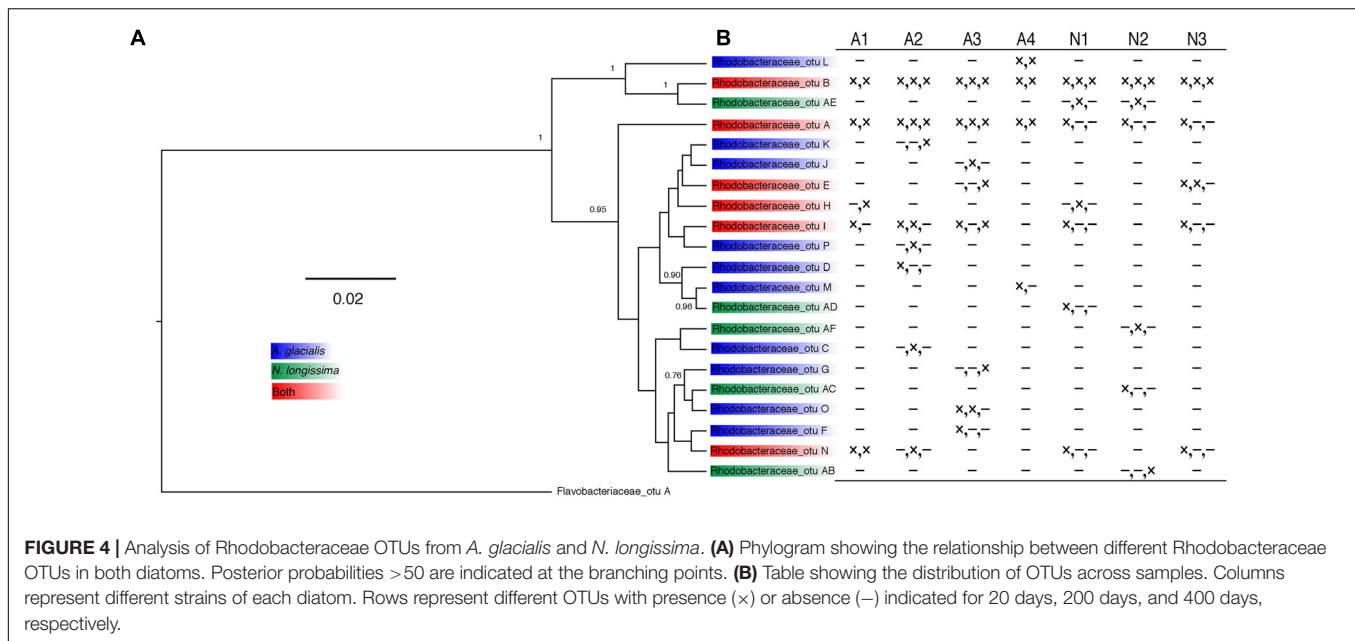 A
B A1 A2 A3 A4 N1 N2 N3
Rhodobacteraceae_otu L − − − ×,× − − −
Rhodobacteraceae_otu B ×,× ×,×,× ×,×,× ×,× ×,×,× ×,×,× ×,×,×
Rhodobacteraceae_otu AE − − − − −,×,− −,×,− −
Rhodobacteraceae_otu A ×,× ×,×,× ×,×,× ×,× ×,−,− ×,−,− ×,−,−
Rhodobacteraceae_otu K − −,−,× − − − − −
Rhodobacteraceae_otu J − − −,×,− − − − −
Rhodobacteraceae_otu E − − −,−,× − − − ×,×,−
Rhodobacteraceae_otu H −,× − − − −,×,− − −
Rhodobacteraceae_otu I ×,− ×,×,− ×,−,× − ×,−,− − ×,−,−
Rhodobacteraceae_otu P − −,×,− − − − − −
Rhodobacteraceae_otu D − ×,−,− − − − − −
Rhodobacteraceae_otu M − − − ×,− − − −
Rhodobacteraceae_otu AD − − − − ×,−,− − −
Rhodobacteraceae_otu AF − − − − − −,×,− −
Rhodobacteraceae_otu C − −,×,− − − − − −
Rhodobacteraceae_otu G − − −,−,× − − − −
Rhodobacteraceae_otu AC − − − − − ×,−,− −
Rhodobacteraceae_otu O − − ×,×,− − − − −
Rhodobacteraceae_otu F − − ×,−,− − − − −
Rhodobacteraceae_otu N ×,× −,×,− − − ×,−,− − ×,−,−
Rhodobacteraceae_otu AB − − − − − −,−,× −
Flavobacteriaceae_otu A
1
1
1
0.95
0.90
0.96
0.76
0.02
A. glacialis
N. longissima
Both
FIGURE 4 | Analysis of Rhodobacteraceae OTUs from A. glacialis and N. longissima. (A) Phylogram showing the relationship between different Rhodobacteraceae
OTUs in both diatoms. Posterior probabilities >50 are indicated at the branching points. (B) Table showing the distribution of OTUs across samples. Columns
represent different strains of each diatom. Rows represent different OTUs with presence (×) or absence (−) indicated for 20 days, 200 days, and 400 days,
respectively.